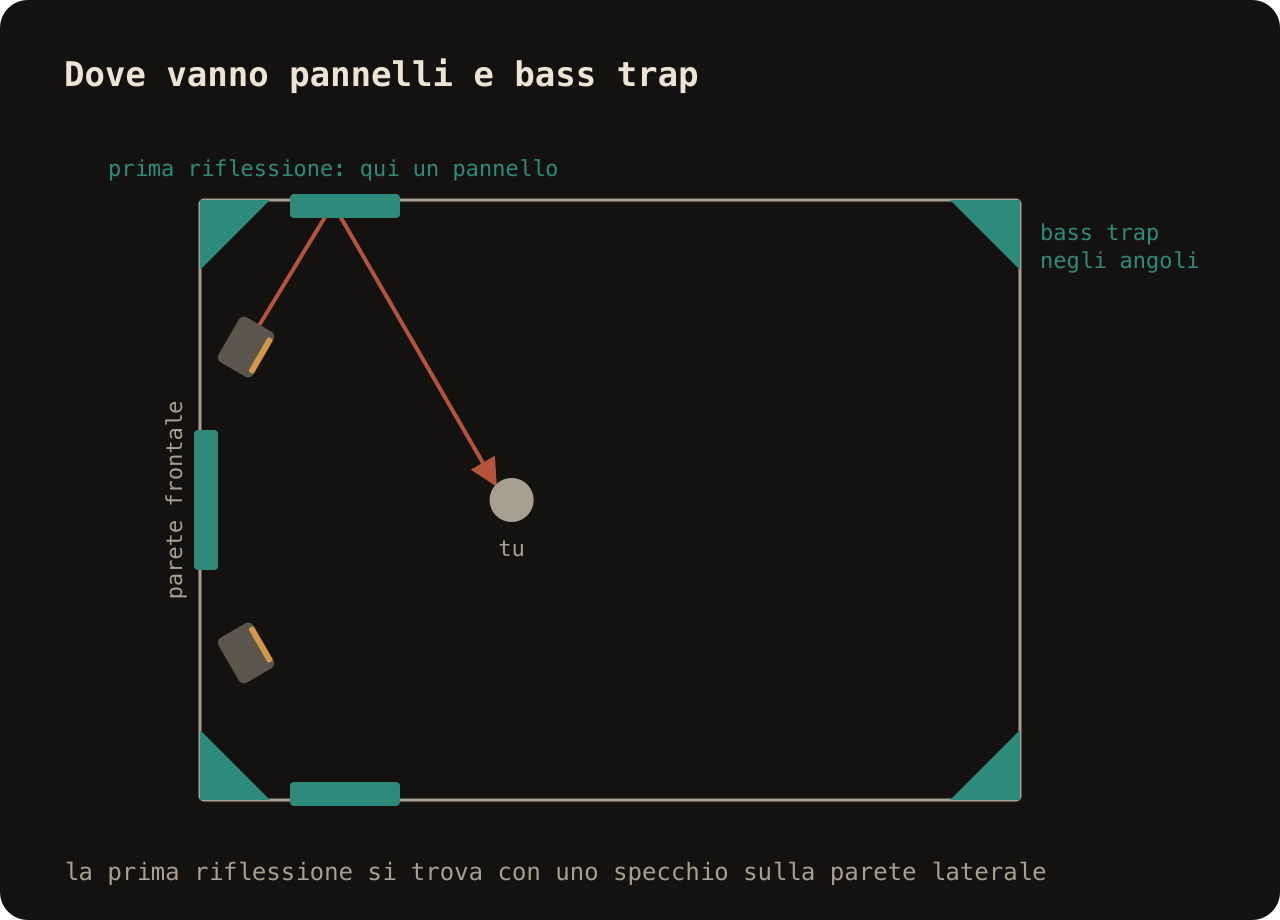 Dove vanno pannelli e bass trap
prima riflessione: qui un pannello
bass trap
negli angoli
parete frontale
tu
la prima riflessione si trova con uno specchio sulla parete laterale